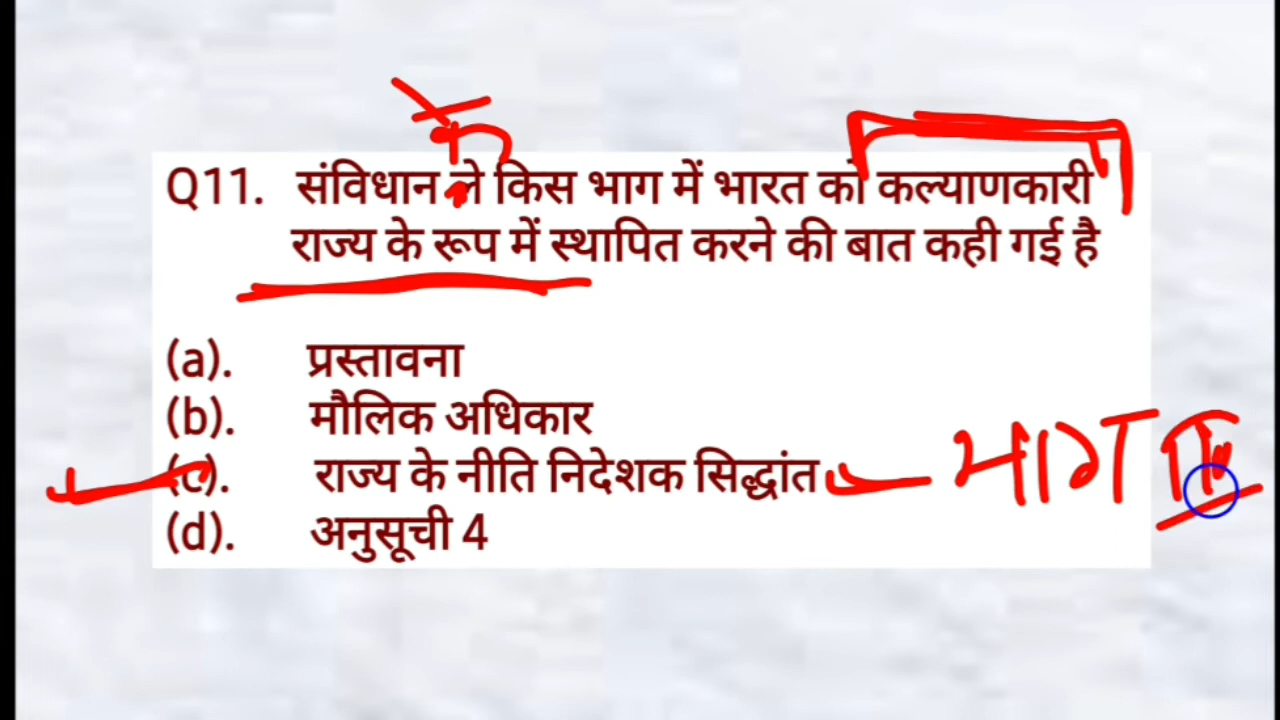 Q11. संविधान ले किस भाग में भारत को कल्याणकारी
राज्य के रूप में स्थापित करने की बात कही गई है
(a). प्रस्तावना
(b). मौलिक अधिकार
(c). राज्य के नीति निदेशक सिद्धांत
भाग
(d). अनुसूची 4